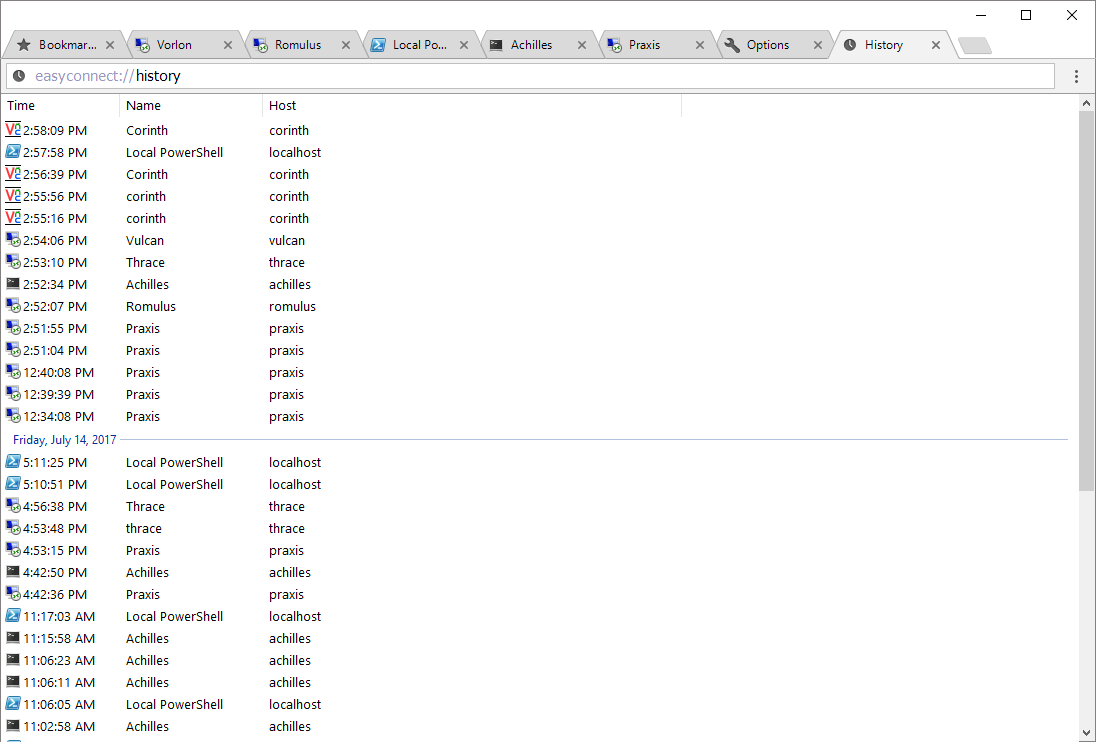 Bookmar... Vorlon Romulus Local Po... Achilles Praxis Options History
easyconnect://history
Time Name Host
2:58:09 PM Corinth corinth
2:57:58 PM Local PowerShell localhost
2:56:39 PM Corinth corinth
2:55:56 PM corinth corinth
2:55:16 PM corinth corinth
2:54:06 PM Vulcan vulcan
2:53:10 PM Thrace thrace
2:52:34 PM Achilles achilles
2:52:07 PM Romulus romulus
2:51:55 PM Praxis praxis
2:51:04 PM Praxis praxis
12:40:08 PM Praxis praxis
12:39:39 PM Praxis praxis
12:34:08 PM Praxis praxis
Friday, July 14, 2017
5:11:25 PM Local PowerShell localhost
5:10:51 PM Local PowerShell localhost
4:56:38 PM Thrace thrace
4:53:48 PM thrace thrace
4:53:15 PM Praxis praxis
4:42:50 PM Achilles achilles
4:42:36 PM Praxis praxis
11:17:03 AM Local PowerShell localhost
11:15:58 AM Achilles achilles
11:06:23 AM Achilles achilles
11:06:11 AM Achilles achilles
11:06:05 AM Local PowerShell localhost
11:02:58 AM Achilles achilles